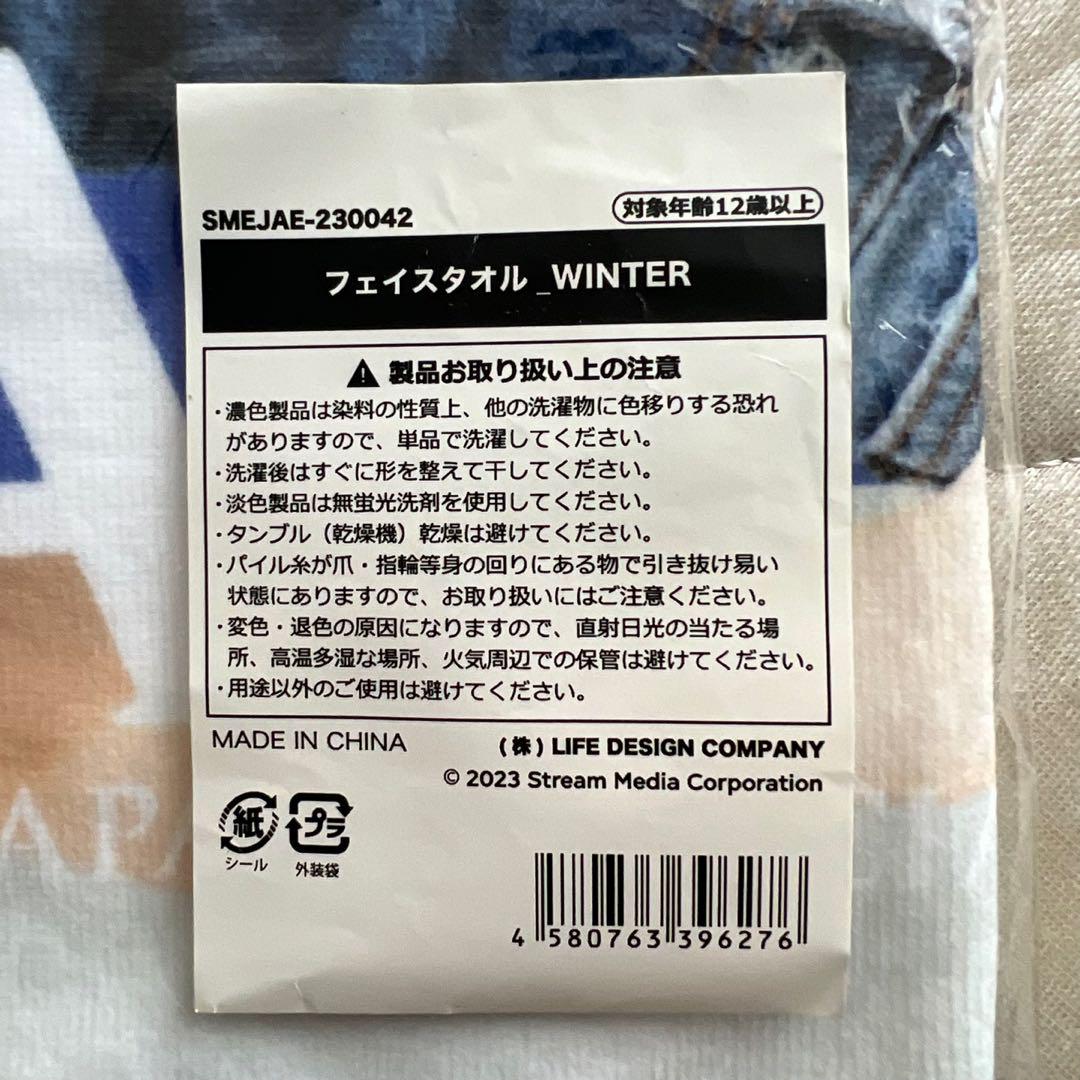 SMEJAE-230042
対象年齢12歳以上
フェイスタオル_WINTER
製品お取り扱い上の注意
・濃色製品は染料の性質上、他の洗濯物に色移りする恐れ
がありますので、単品で洗濯してください。
・洗濯後はすぐに形を整えて干してください。
・淡色製品は無蛍光洗剤を使用してください。
・タンブル（乾燥機）乾燥は避けてください。
・パイル糸が爪・指輪等身の回りにある物で引き抜け易い
状態にありますので、お取り扱いにはご注意ください。
・変色・退色の原因になりますので、直射日光の当たる場
所、高温多湿な場所、火気周辺での保管は避けてください。
・用途以外のご使用は避けてください。
MADE IN CHINA
(株) LIFE DESIGN COMPANY
© 2023 Stream Media Corporation
紙
シール
プラ
外装袋
4 580763 396276
APA